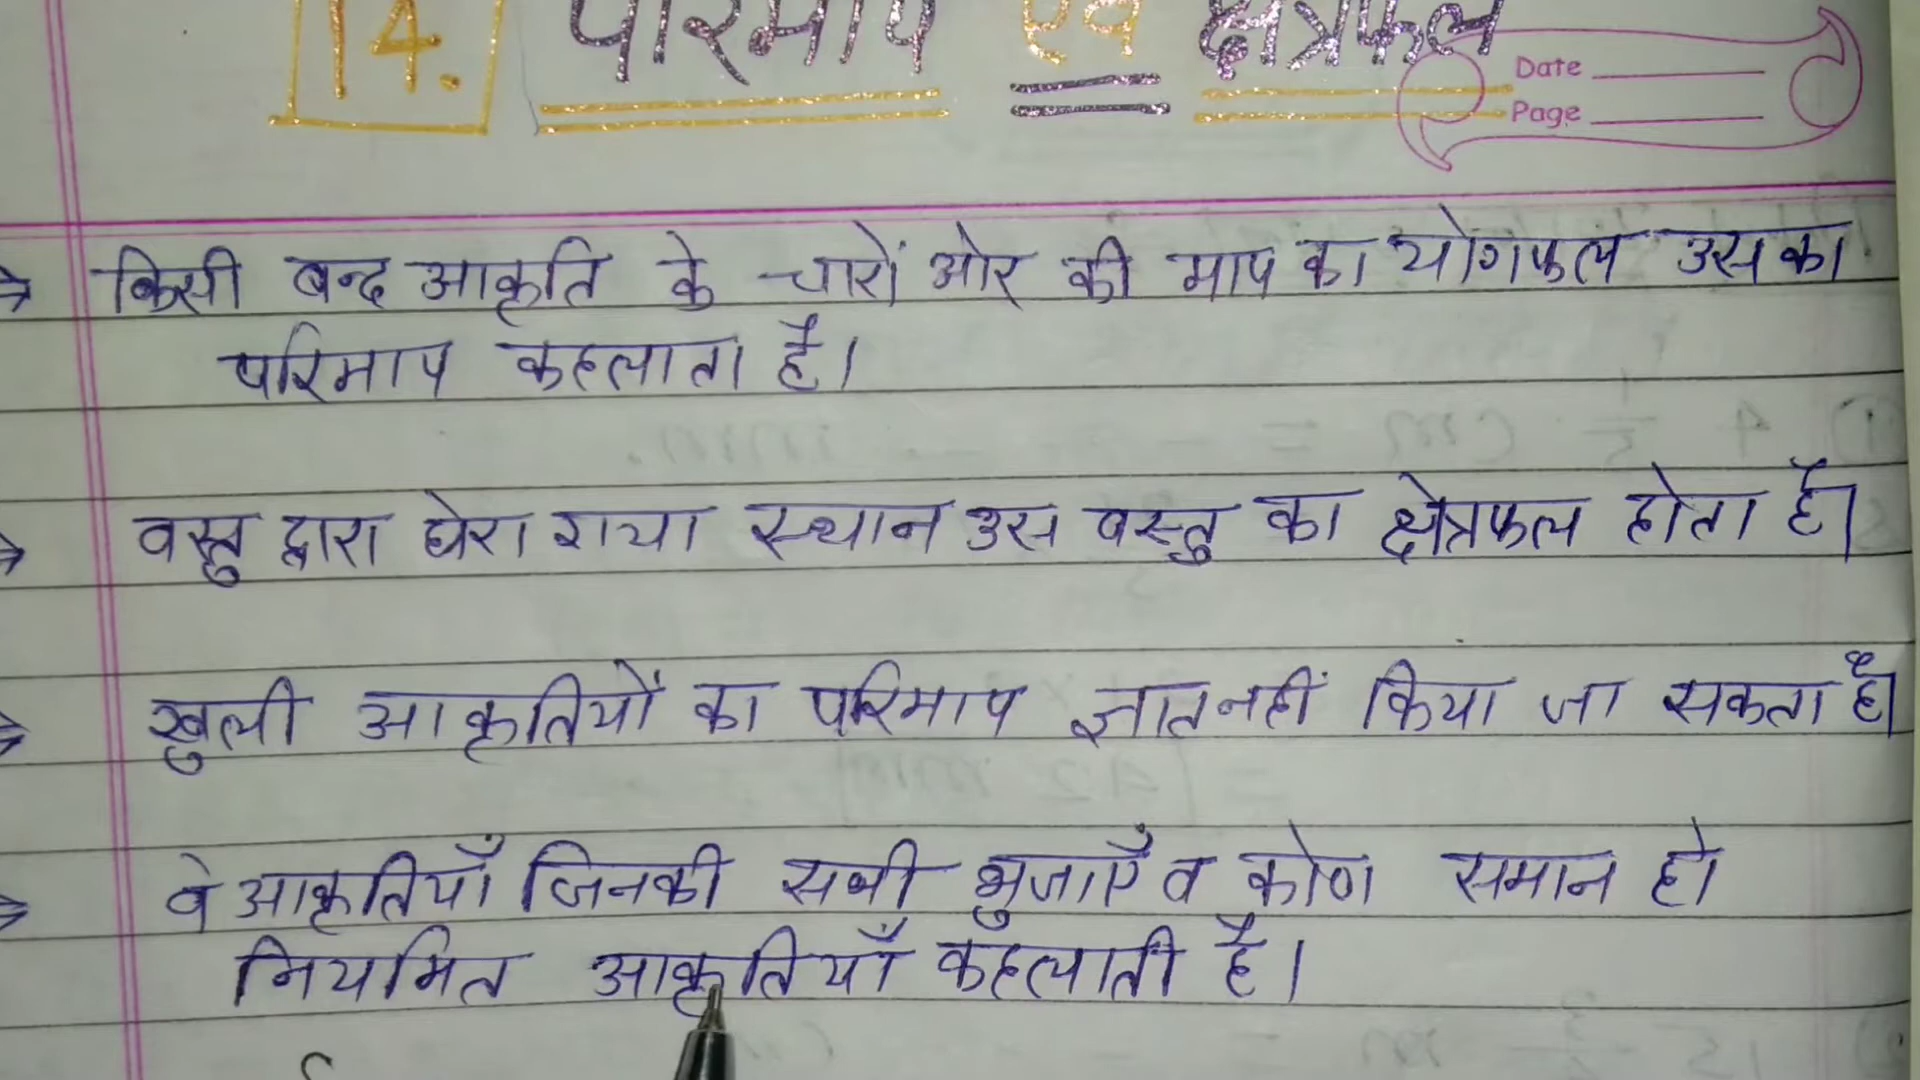 14. परिमाप एवं क्षेत्रफल
Date
Page
→ किसी बन्द आकृति के चारों ओर की माप का योगफल उसका
परिमाप कहलाता है।
→ वस्तु द्वारा घेरा गया स्थान उस वस्तु का क्षेत्रफल होता है।
→ खुली आकृतियों का परिमाप ज्ञात नहीं किया जा सकता है।
→ वे आकृतियाँ जिनकी सभी भुजाएँ व कोण समान हो
नियमित आकृतियाँ कहलाती है।